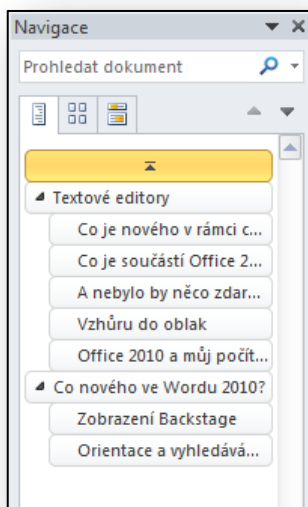 Navigace
Prohledat dokument
Textové editory
Co je nového v rámci c...
Co je součástí Office 2...
A nebylo by něco zdar...
Vzhůru do oblak
Office 2010 a můj počít...
Co nového ve Wordu 2010?
Zobrazení Backstage
Orientace a vyhledává...